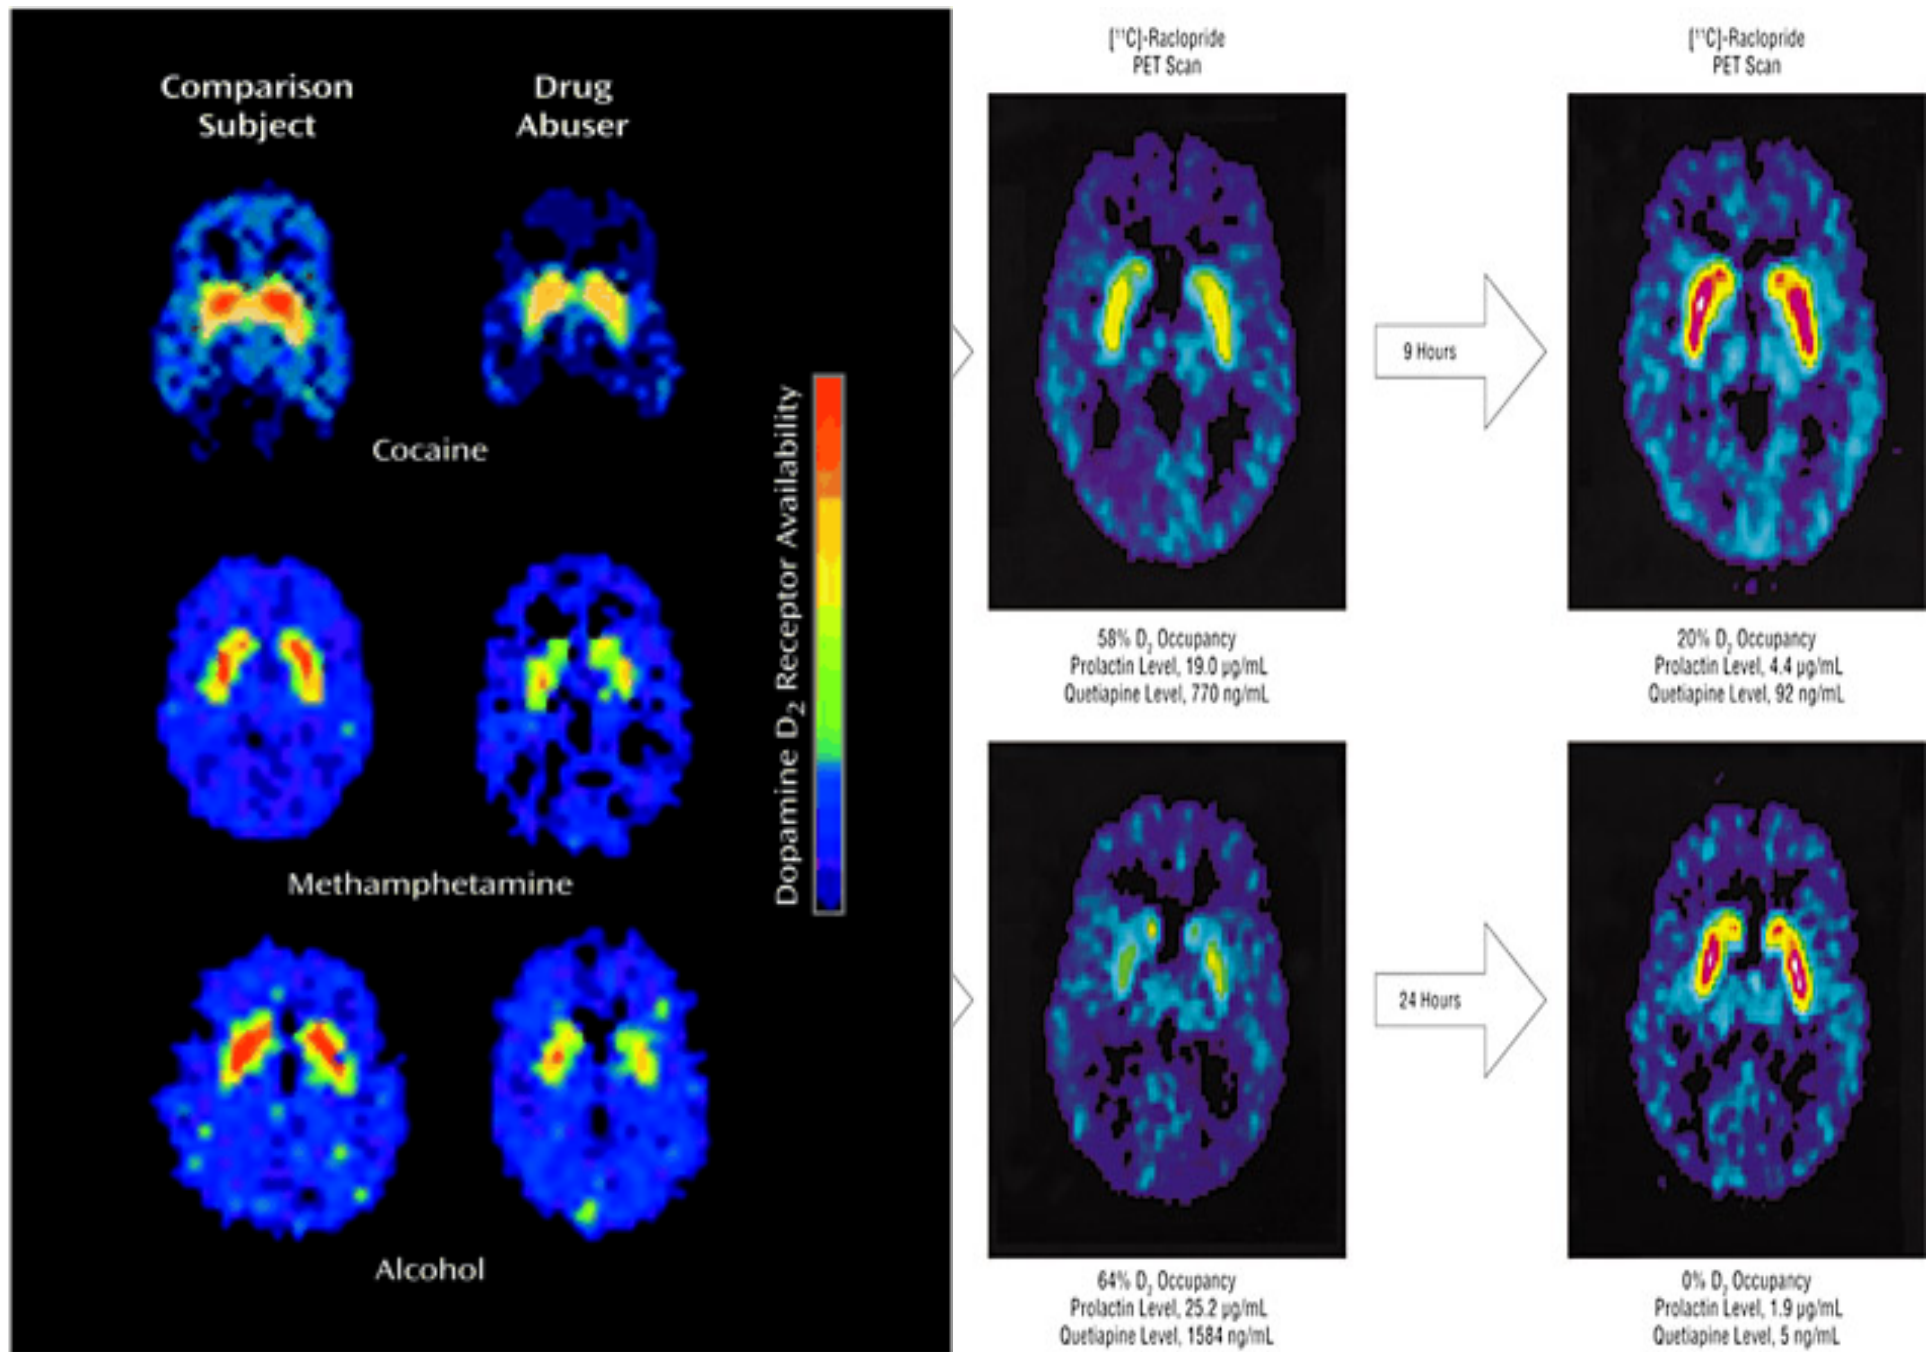 Comparison
Subject
Drug
Abuser
Cocaine
Methamphetamine
Alcohol
Dopamine D₂ Receptor Availability
[¹¹C]-Raclopride
PET Scan
58% D₂ Occupancy
Prolactin Level, 19.0 µg/mL
Quetiapine Level, 770 ng/mL
9 Hours
[¹¹C]-Raclopride
PET Scan
20% D₂ Occupancy
Prolactin Level, 4.4 µg/mL
Quetiapine Level, 92 ng/mL
64% D₂ Occupancy
Prolactin Level, 25.2 µg/mL
Quetiapine Level, 1584 ng/mL
24 Hours
0% D₂ Occupancy
Prolactin Level, 1.9 µg/mL
Quetiapine Level, 5 ng/mL